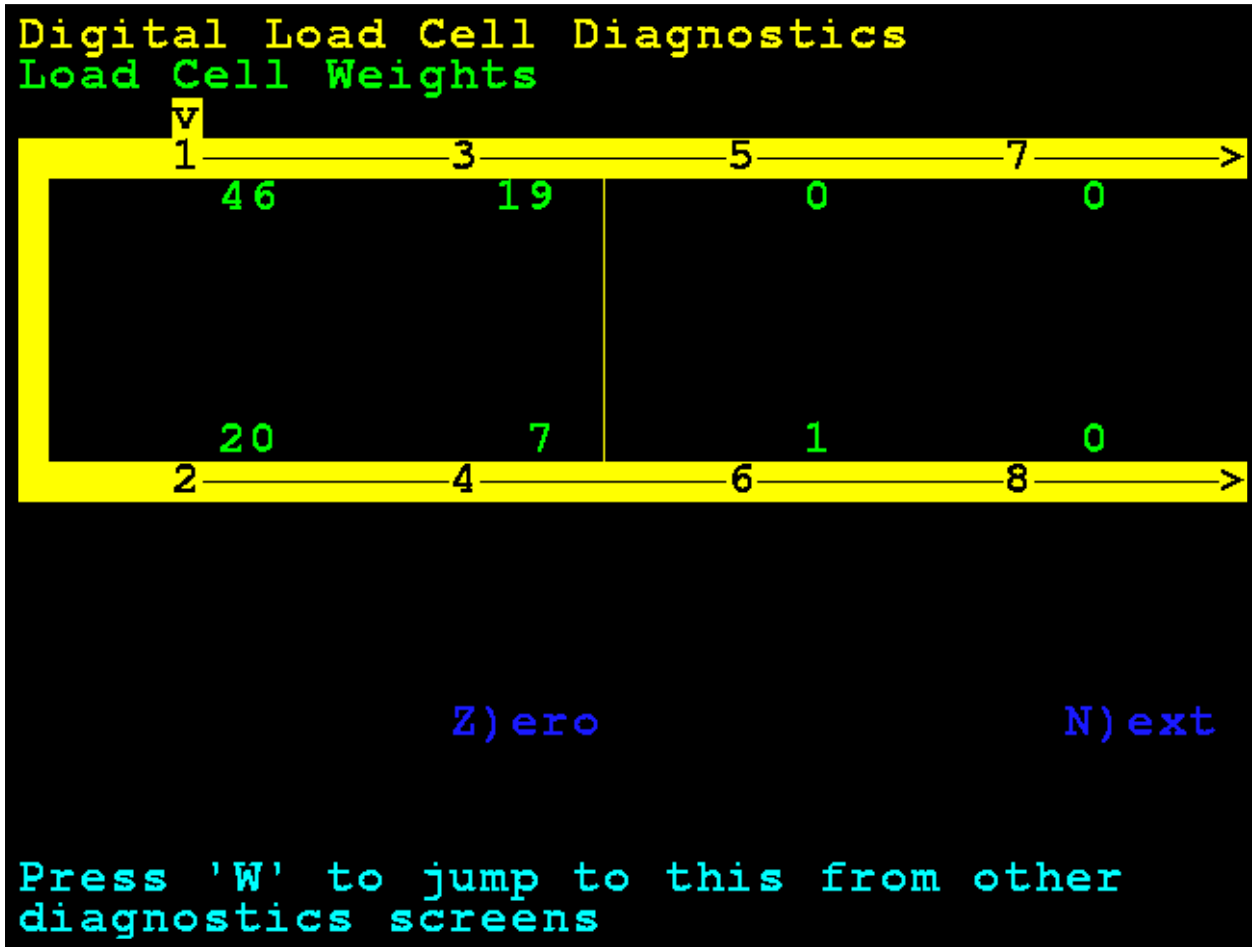 Digital Load Cell Diagnostics
Load Cell Weights
v
1 3 5 7 >
46 19 0 0
20 7 1 0
2 4 6 8 >
Z)ero N)ext
Press 'W' to jump to this from other
diagnostics screens